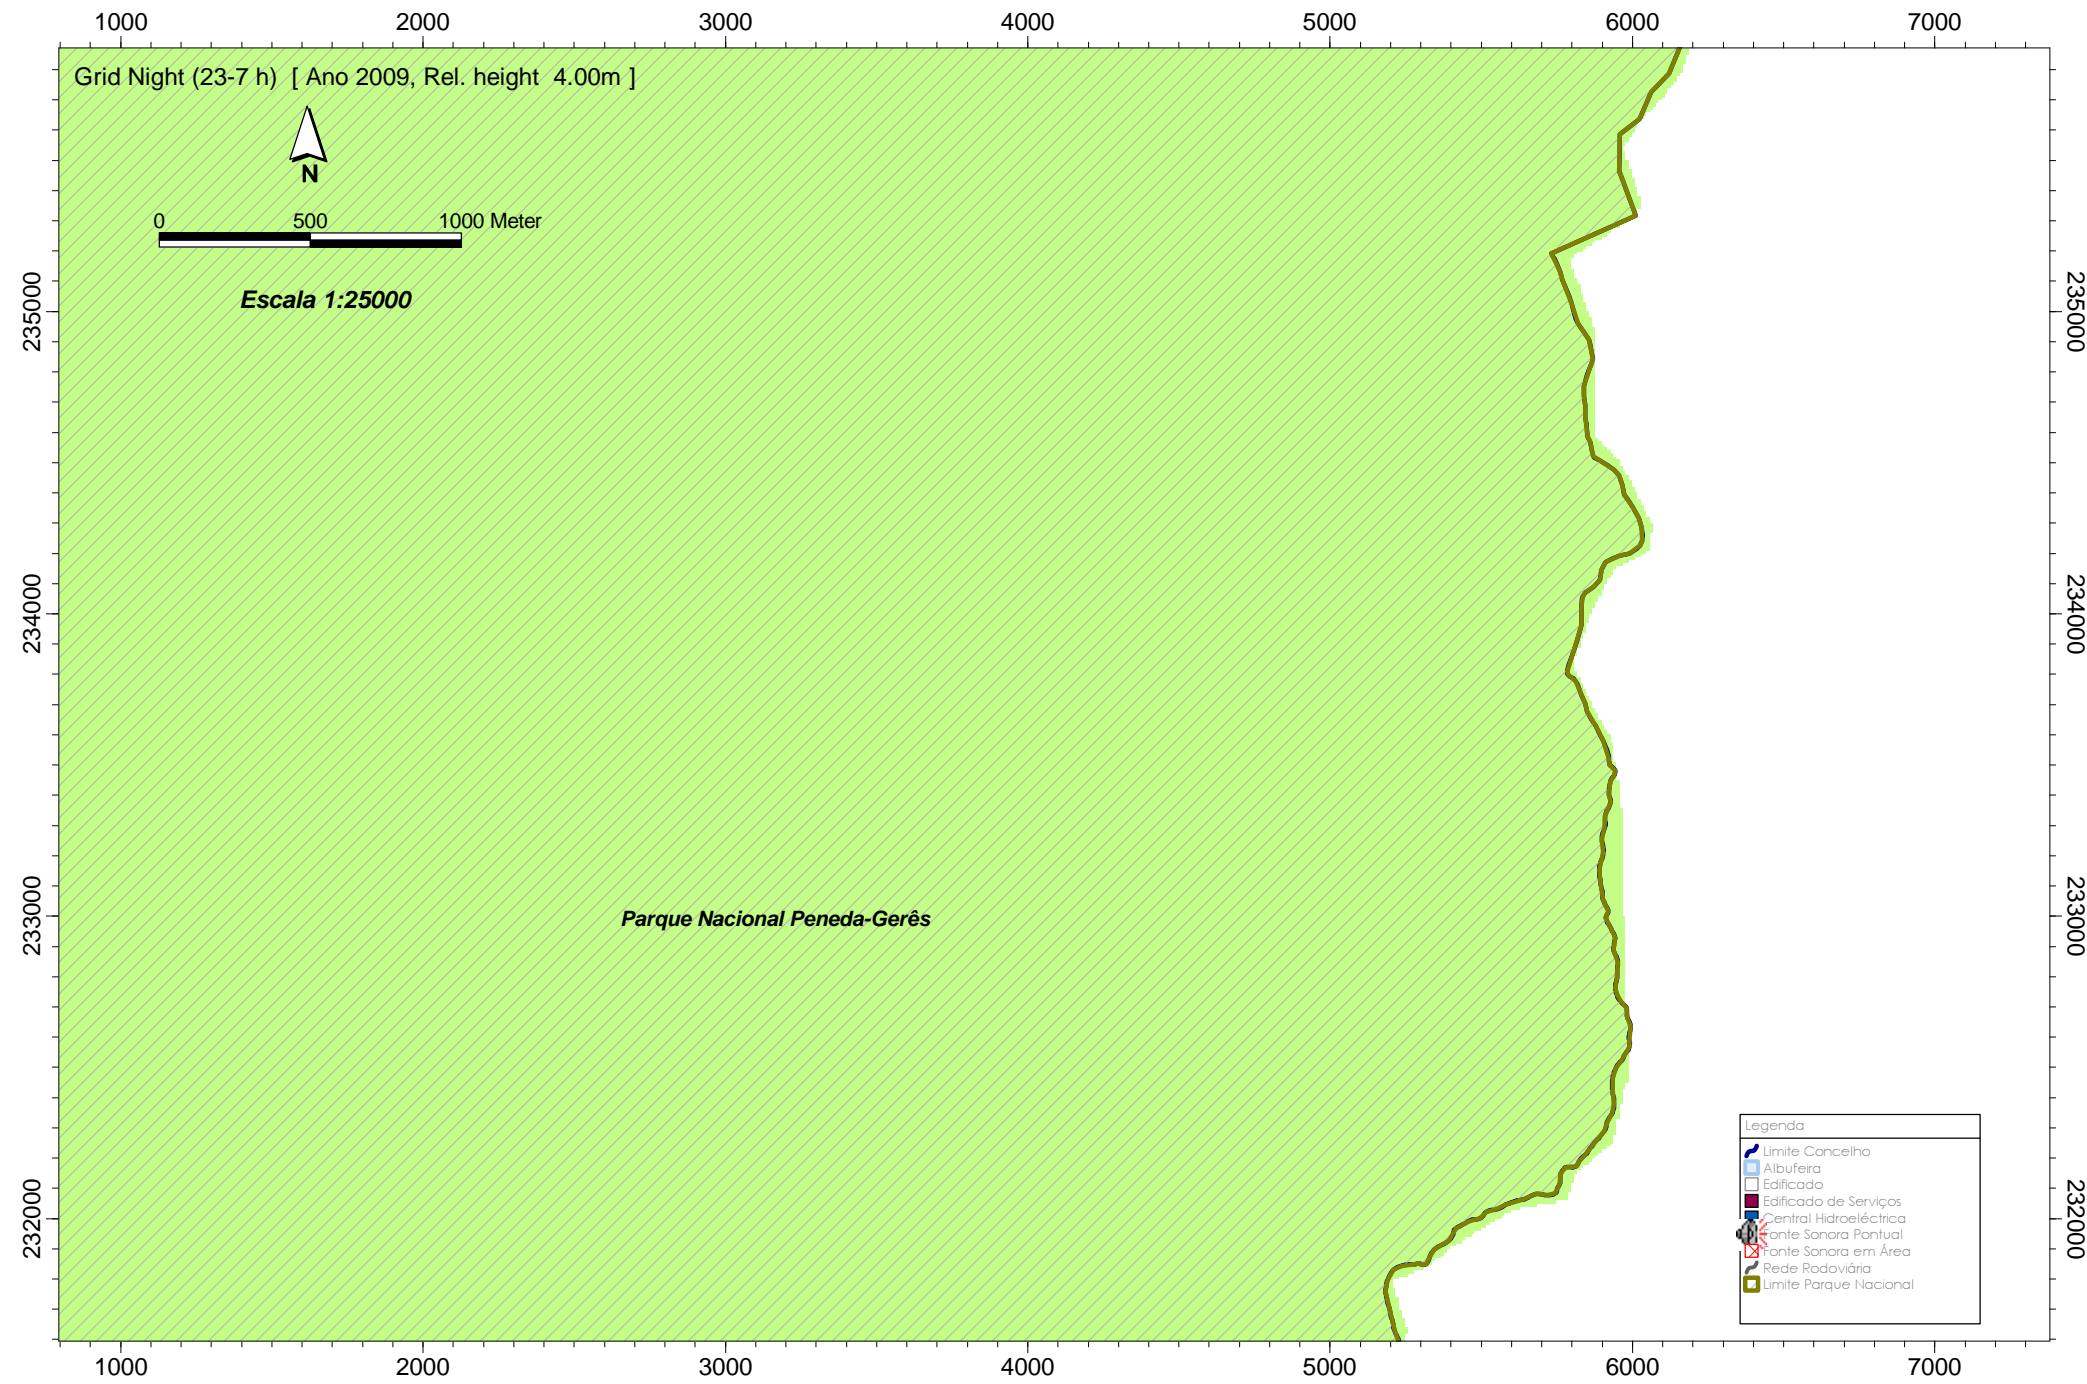 1000 2000 3000 4000 5000 6000 7000
Grid Night (23-7 h) [ Ano 2009, Rel. height 4.00m ]
N
0 500 1000 Meter
Escala 1:25000
235000 235000
234000 234000
Parque Nacional Peneda-Gerês
233000 233000
232000 232000
Legenda
Limite Concelho
Albufeira
Edificado
Edificado de Serviços
Central Hidroeléctrica
Fonte Sonora Pontual
Fonte Sonora em Área
Rede Rodoviária
Limite Parque Nacional
1000 2000 3000 4000 5000 6000 7000